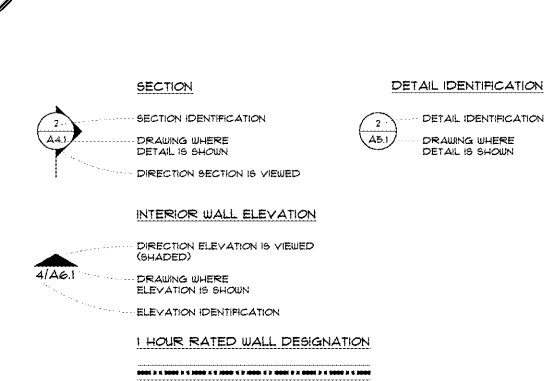 SECTION
2
A4.1
SECTION IDENTIFICATION
DRAWING WHERE
DETAIL IS SHOWN
DIRECTION SECTION IS VIEWED
DETAIL IDENTIFICATION
2
A5.1
DETAIL IDENTIFICATION
DRAWING WHERE
DETAIL IS SHOWN
INTERIOR WALL ELEVATION
DIRECTION ELEVATION IS VIEWED
(SHADED)
4/A6.1
DRAWING WHERE
ELEVATION IS SHOWN
ELEVATION IDENTIFICATION
1 HOUR RATED WALL DESIGNATION